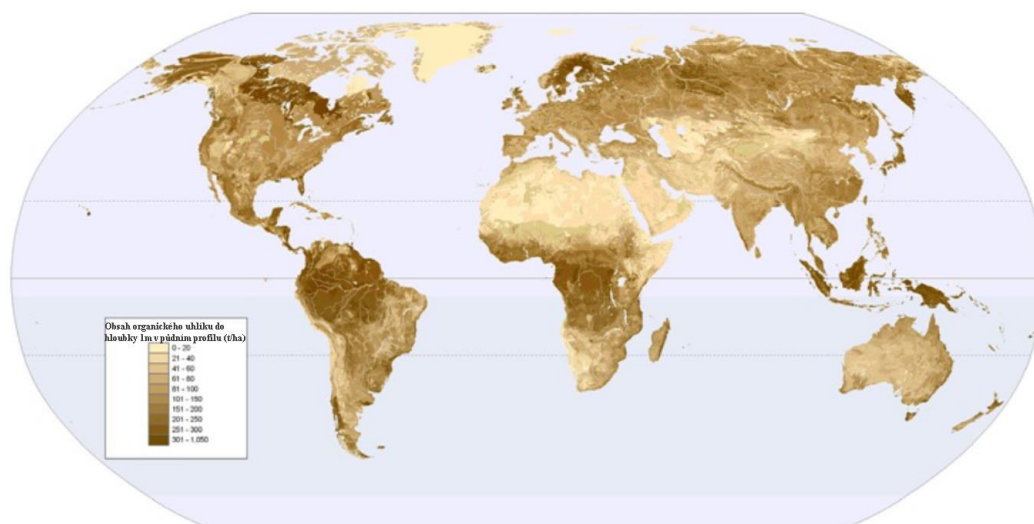 Obsah organického uhlíku do
hloubky 1m v půdním profilu (t/ha)
0 - 20
21 - 40
41 - 60
61 - 80
81 - 100
101 - 150
151 - 200
201 - 250
251 - 300
301 - 1,050